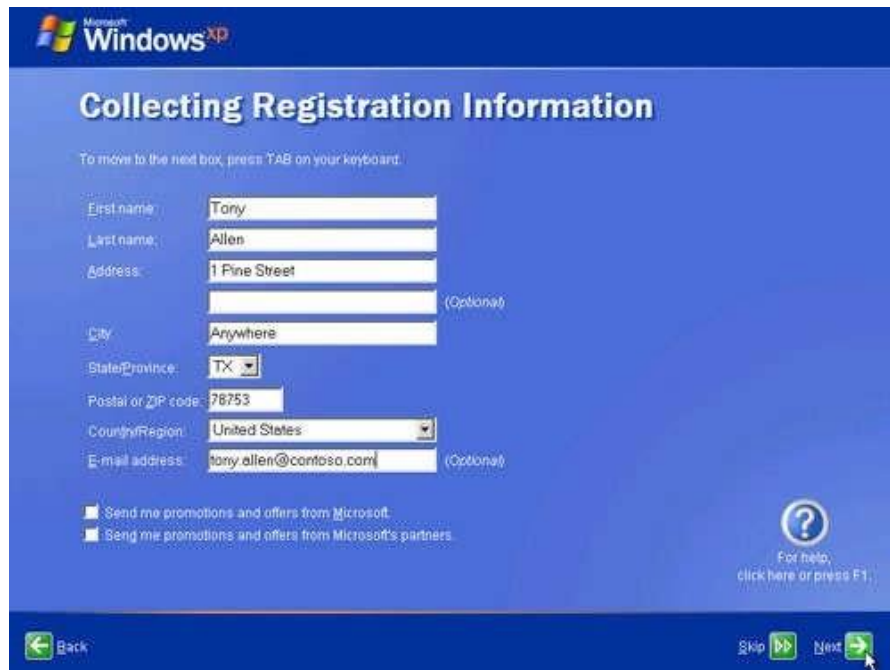 Microsoft
Windows xp
Collecting Registration Information
To move to the next box, press TAB on your keyboard.
First name: Tony
Last name: Allen
Address: 1 Pine Street
(Optional)
City: Anywhere
State/Province: TX
Postal or ZIP code: 78753
Country/Region: United States
E-mail address: tony.allen@contoso.com (Optional)
Send me promotions and offers from Microsoft.
Send me promotions and offers from Microsoft's partners.
?
For help,
click here or press F1.
Back
Skip Next